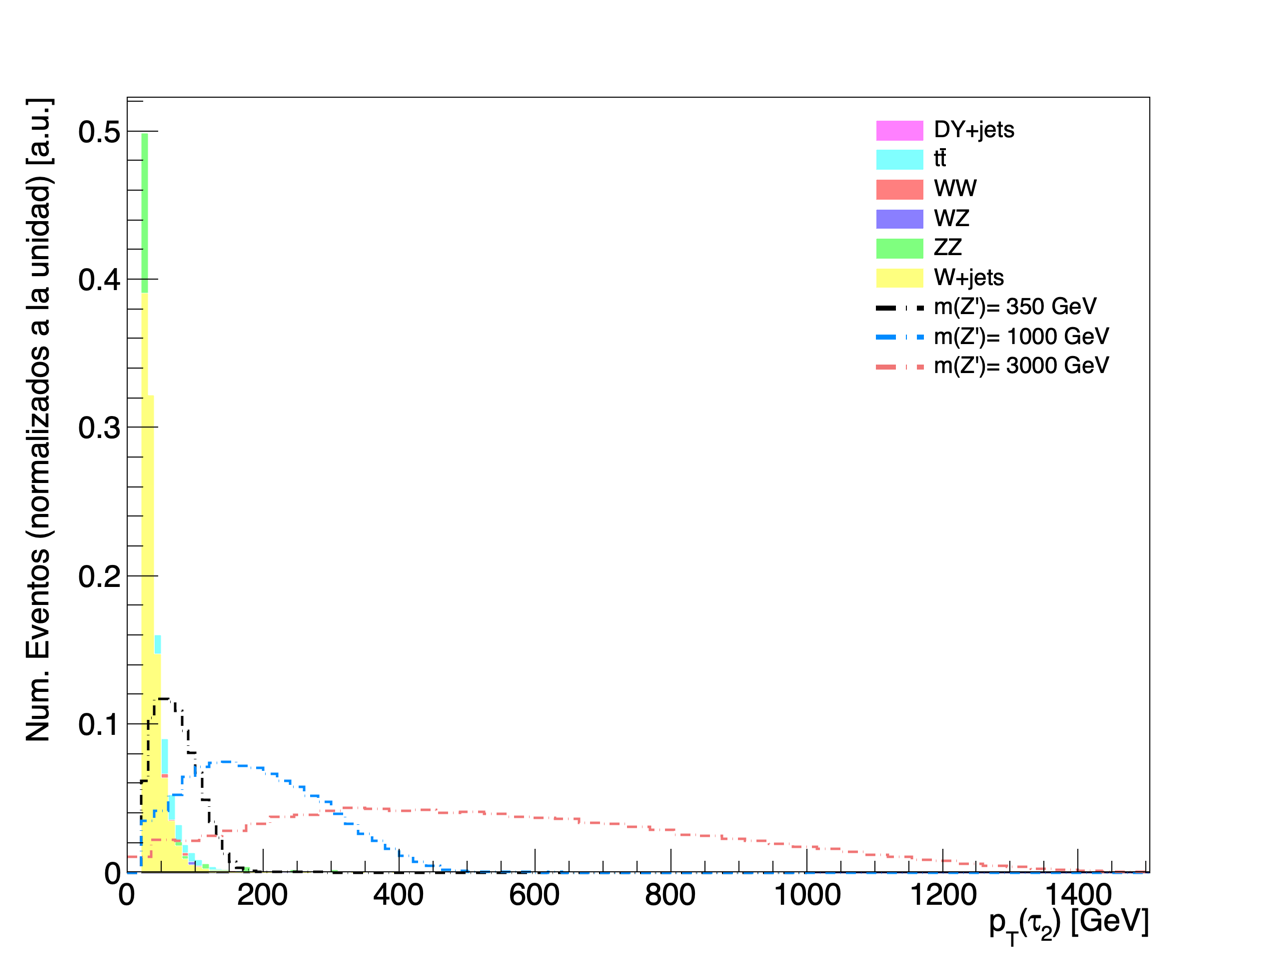 Num. Eventos (normalizados a la unidad) [a.u.]
0.5
0.4
0.3
0.2
0.1
0
DY+jets
tt̄
WW
WZ
ZZ
W+jets
m(Z')= 350 GeV
m(Z')= 1000 GeV
m(Z')= 3000 GeV
0 200 400 600 800 1000 1200 1400
p_T(τ_2) [GeV]